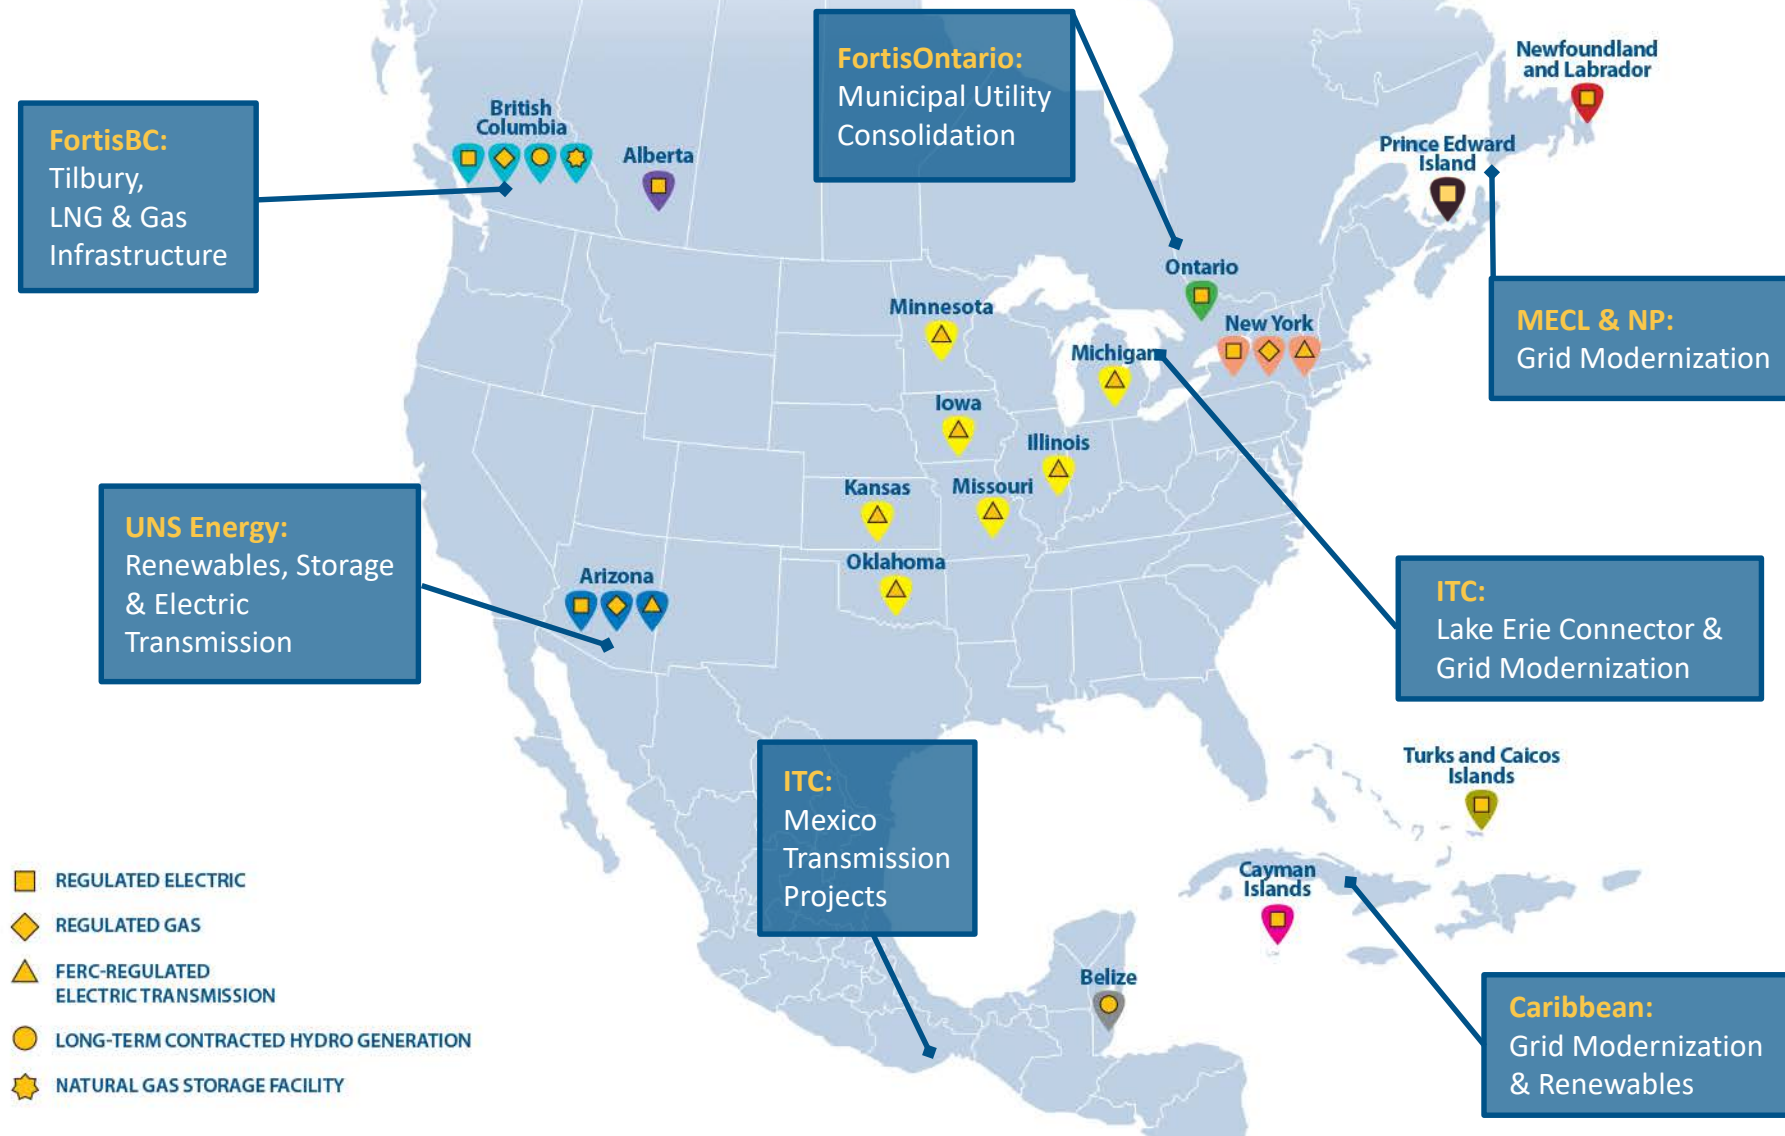 FortisBC:
Tilbury,
LNG & Gas
Infrastructure
British
Columbia
Alberta
FortisOntario:
Municipal Utility
Consolidation
Newfoundland
and Labrador
Prince Edward
Island
Ontario
New York
Minnesota
Michigan
Iowa
Illinois
Kansas
Missouri
Oklahoma
Arizona
MECL & NP:
Grid Modernization
UNS Energy:
Renewables, Storage
& Electric
Transmission
ITC:
Lake Erie Connector &
Grid Modernization
ITC:
Mexico
Transmission
Projects
Turks and Caicos
Islands
Cayman
Islands
Belize
Caribbean:
Grid Modernization
& Renewables
REGULATED ELECTRIC
REGULATED GAS
FERC-REGULATED
ELECTRIC TRANSMISSION
LONG-TERM CONTRACTED HYDRO GENERATION
NATURAL GAS STORAGE FACILITY